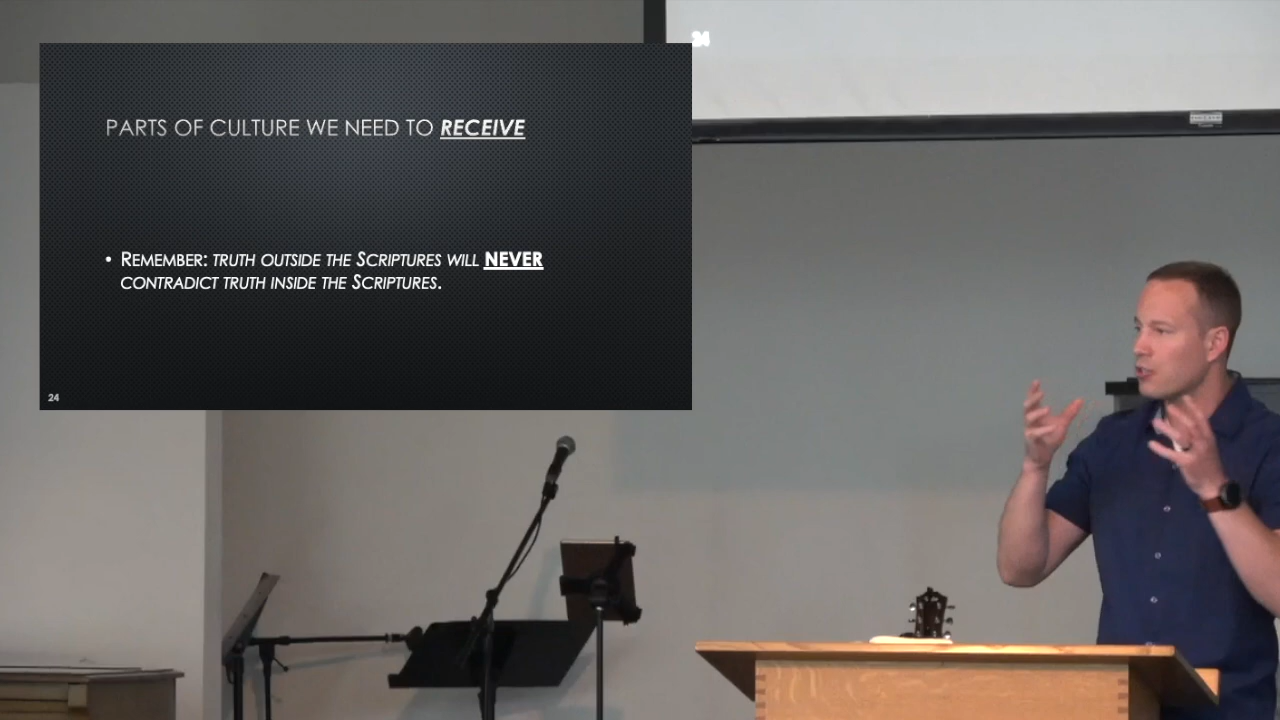 24
PARTS OF CULTURE WE NEED TO RECEIVE
• REMEMBER: TRUTH OUTSIDE THE SCRIPTURES WILL NEVER
CONTRADICT TRUTH INSIDE THE SCRIPTURES.
24